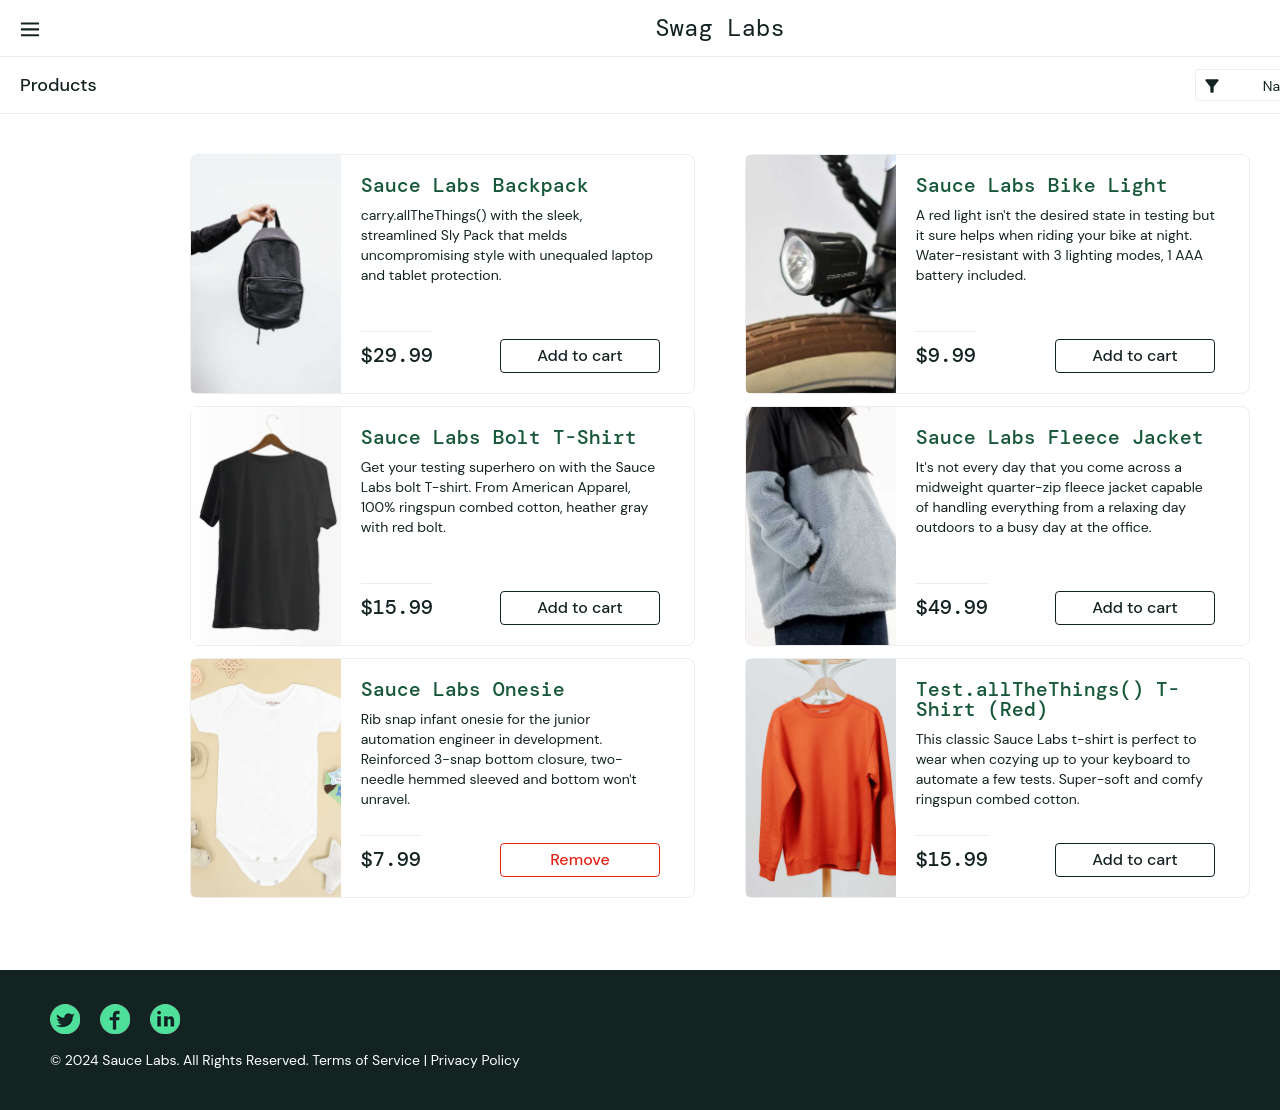 Swag Labs
Products
Na
Sauce Labs Backpack
carry.allTheThings() with the sleek,
streamlined Sly Pack that melds
uncompromising style with unequaled laptop
and tablet protection.
$29.99
Add to cart
Sauce Labs Bike Light
A red light isn't the desired state in testing but
it sure helps when riding your bike at night.
Water-resistant with 3 lighting modes, 1 AAA
battery included.
$9.99
Add to cart
Sauce Labs Bolt T-Shirt
Get your testing superhero on with the Sauce
Labs bolt T-shirt. From American Apparel,
100% ringspun combed cotton, heather gray
with red bolt.
$15.99
Add to cart
Sauce Labs Fleece Jacket
It's not every day that you come across a
midweight quarter-zip fleece jacket capable
of handling everything from a relaxing day
outdoors to a busy day at the office.
$49.99
Add to cart
Sauce Labs Onesie
Rib snap infant onesie for the junior
automation engineer in development.
Reinforced 3-snap bottom closure, two-
needle hemmed sleeved and bottom won't
unravel.
$7.99
Remove
Test.allTheThings() T-
Shirt (Red)
This classic Sauce Labs t-shirt is perfect to
wear when cozying up to your keyboard to
automate a few tests. Super-soft and comfy
ringspun combed cotton.
$15.99
Add to cart
© 2024 Sauce Labs. All Rights Reserved. Terms of Service | Privacy Policy